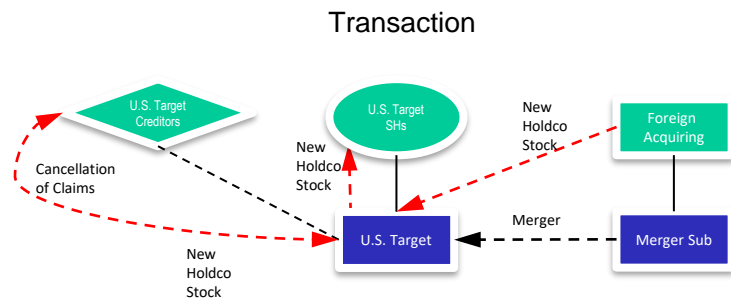 Transaction
U.S. Target
Creditors
U.S. Target
SHs
New
Holdco
Stock
Foreign
Acquiring
Cancellation
of Claims
New
Holdco
Stock
U.S. Target
Merger
Merger Sub
New
Holdco
Stock